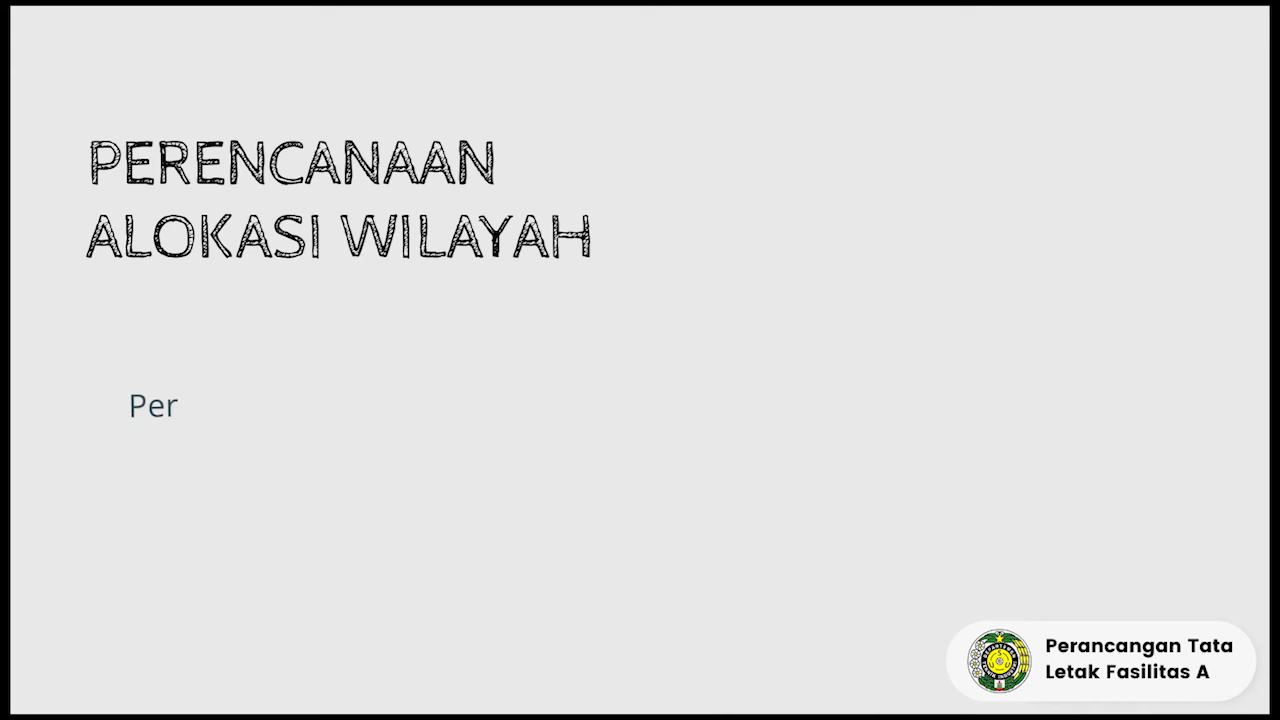 PERENCANAAN
ALOKASI WILAYAH
Per
Perancangan Tata
Letak Fasilitas A